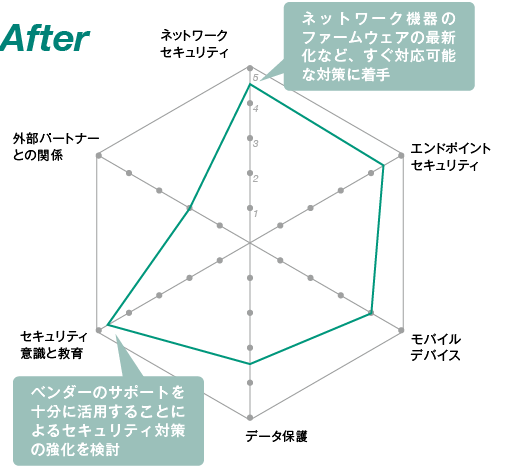 After
ネットワーク
セキュリティ
ネットワーク機器の
ファームウェアの最新
化など、すぐ対応可能
な対策に着手
5
4
3
2
1
外部パートナー
との関係
エンドポイント
セキュリティ
セキュリティ
意識と教育
モバイル
デバイス
ベンダーのサポートを
十分に活用することに
よるセキュリティ対策
の強化を検討
データ保護